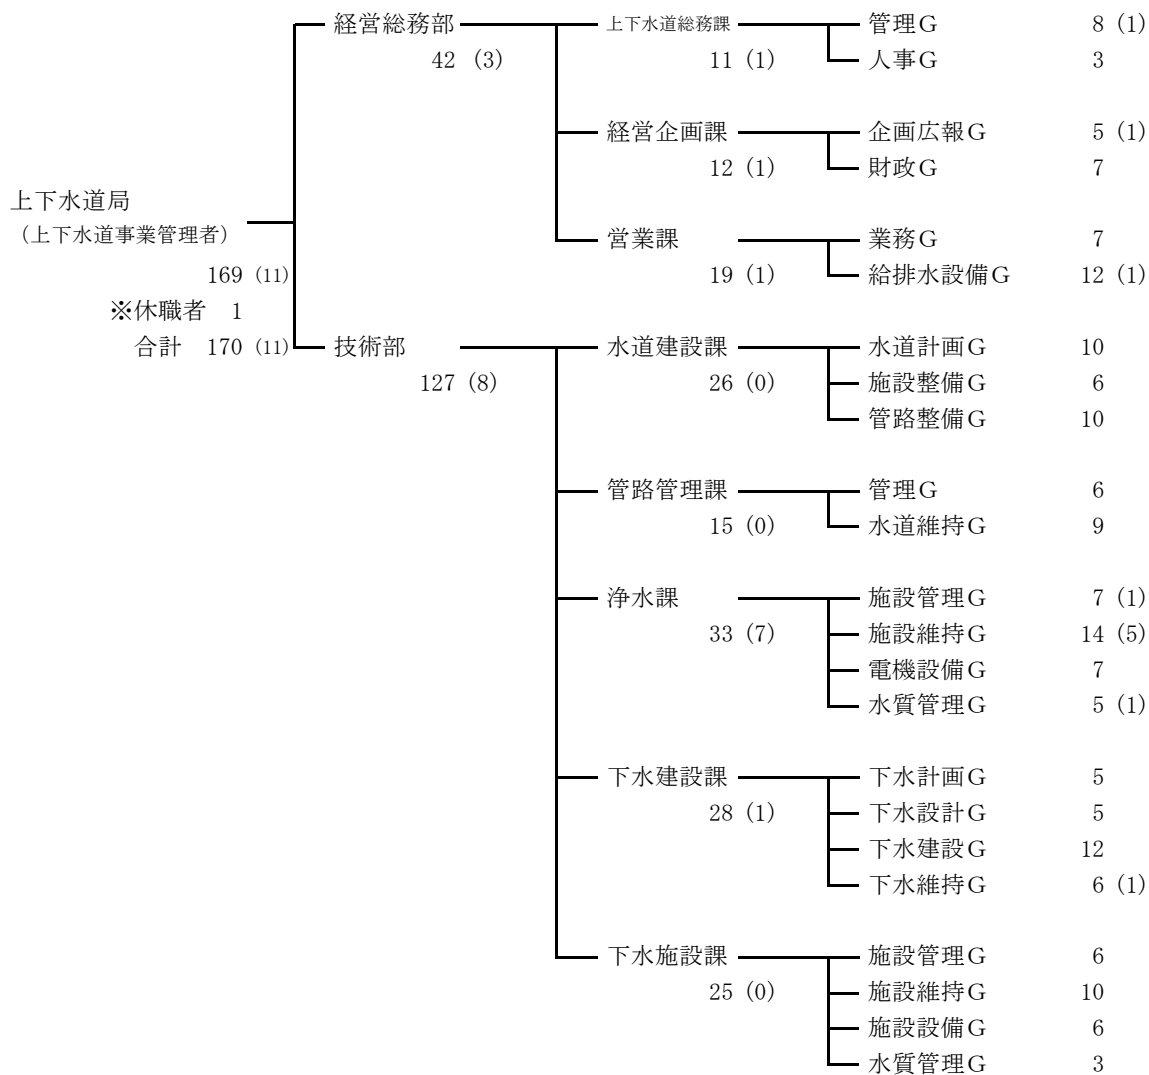 経営総務部 上下水道総務課 管理G 8 (1)
42 (3) 11 (1) 人事G 3
経営企画課 企画広報G 5 (1)
12 (1) 財政G 7
上下水道局
(上下水道事業管理者)
営業課 業務G 7
169 (11) 19 (1) 給排水設備G 12 (1)
※休職者 1
合計 170 (11) 技術部 水道建設課 水道計画G 10
127 (8) 26 (0) 施設整備G 6
管路整備G 10
管路管理課 管理G 6
15 (0) 水道維持G 9
浄水課 施設管理G 7 (1)
33 (7) 施設維持G 14 (5)
電機設備G 7
水質管理G 5 (1)
下水建設課 下水計画G 5
28 (1) 下水設計G 5
下水建設G 12
下水維持G 6 (1)
下水施設課 施設管理G 6
25 (0) 施設維持G 10
施設設備G 6
水質管理G 3